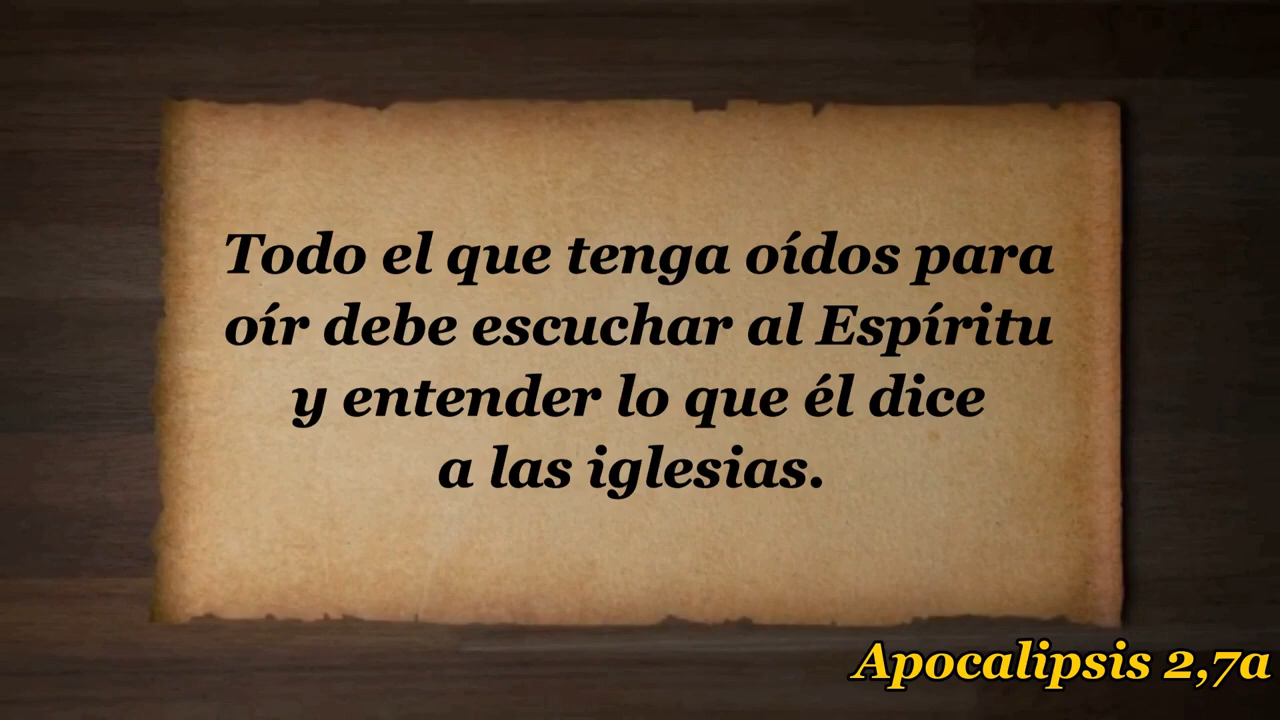 Todo el que tenga oídos para
oír debe escuchar al Espíritu
y entender lo que él dice
a las iglesias.
Apocalipsis 2,7a